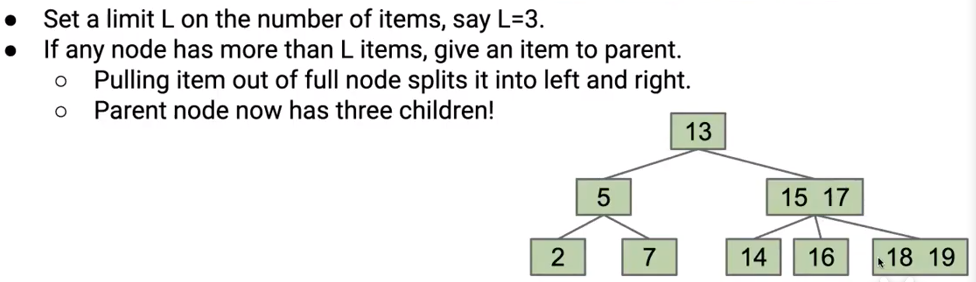 ● Set a limit L on the number of items, say L=3.
● If any node has more than L items, give an item to parent.
○ Pulling item out of full node splits it into left and right.
○ Parent node now has three children!
13
5 15 17
2 7 14 16 18 19